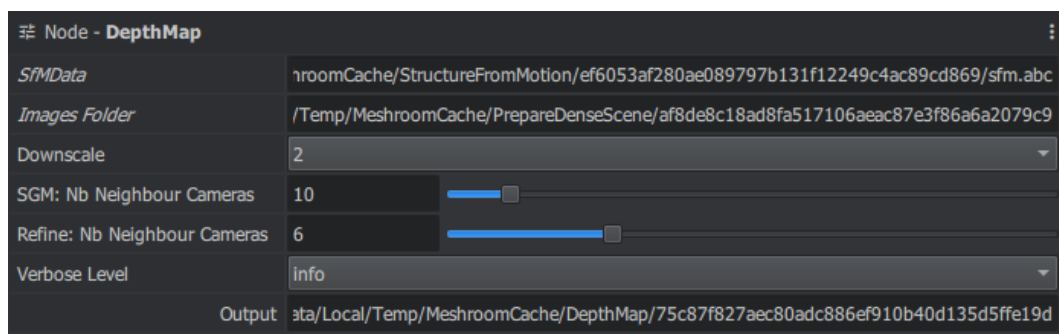 Node - DepthMap
SfMData hroomCache/StructureFromMotion/ef6053af280ae089797b131f12249c4ac89cd869/sfm.abc
Images Folder /Temp/MeshroomCache/PrepareDenseScene/af8de8c18ad8fa517106aeac87e3f86a6a2079c9
Downscale 2
SGM: Nb Neighbour Cameras 10
Refine: Nb Neighbour Cameras 6
Verbose Level info
Output ata/Local/Temp/MeshroomCache/DepthMap/75c87f827aec80adc886ef910b40d135d5ffe19d